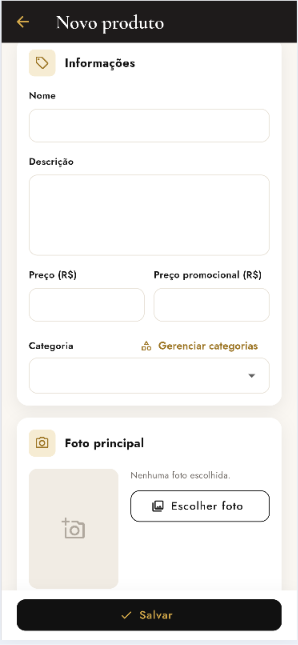 Novo produto
Informações
Nome
Descrição
Preço (R$) Preço promocional (R$)
Categoria Gerenciar categorias
Foto principal
Nenhuma foto escolhida.
Escolher foto
Salvar